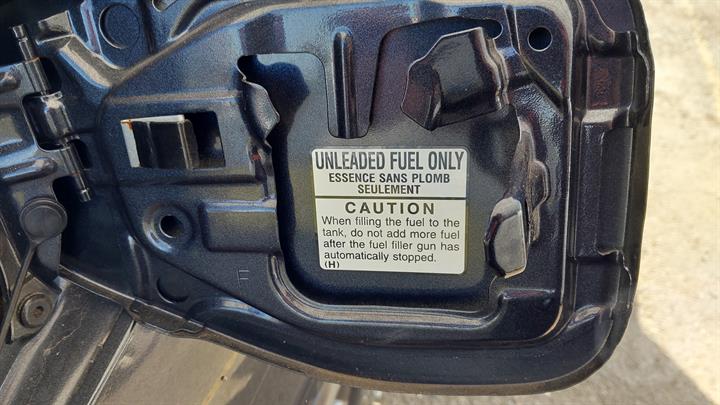 UNLEADED FUEL ONLY
ESSENCE SANS PLOMB
SEULEMENT
CAUTION
When filling the fuel to the
tank, do not add more fuel
after the fuel filler gun has
automatically stopped.
(H)